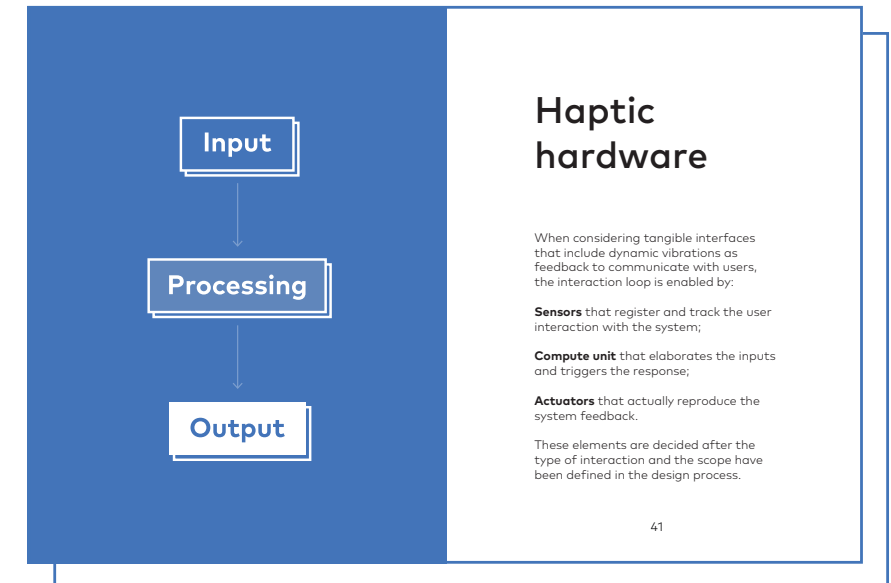 Input
Processing
Output
Haptic
hardware
When considering tangible interfaces
that include dynamic vibrations as
feedback to communicate with users,
the interaction loop is enabled by:
Sensors that register and track the user
interaction with the system;
Compute unit that elaborates the inputs
and triggers the response;
Actuators that actually reproduce the
system feedback.
These elements are decided after the
type of interaction and the scope have
been defined in the design process.
41